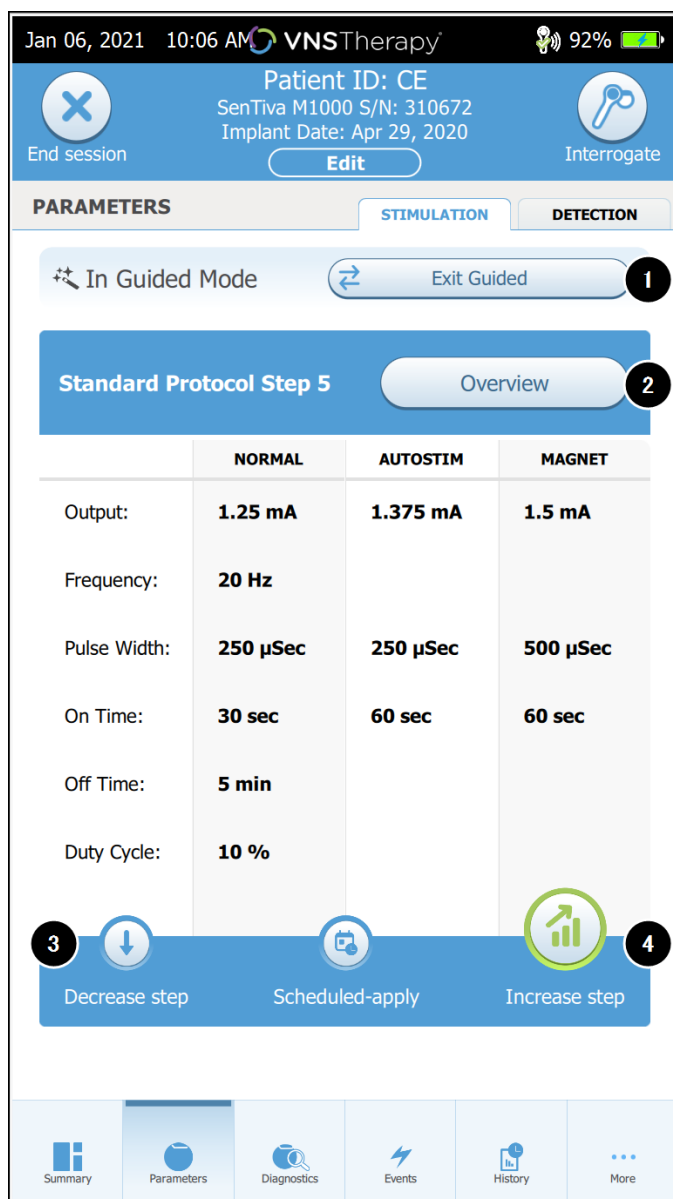 Jan 06, 2021 10:06 AM VNSTherapy 92%
Patient ID: CE
SenTiva M1000 S/N: 310672
Implant Date: Apr 29, 2020
End session Edit Interrogate
PARAMETERS STIMULATION DETECTION
In Guided Mode Exit Guided 1
Standard Protocol Step 5 Overview 2
NORMAL AUTOSTIM MAGNET
Output: 1.25 mA 1.375 mA 1.5 mA
Frequency: 20 Hz
Pulse Width: 250 µSec 250 µSec 500 µSec
On Time: 30 sec 60 sec 60 sec
Off Time: 5 min
Duty Cycle: 10 %
3 4
Decrease step Scheduled-apply Increase step
Summary Parameters Diagnostics Events History More